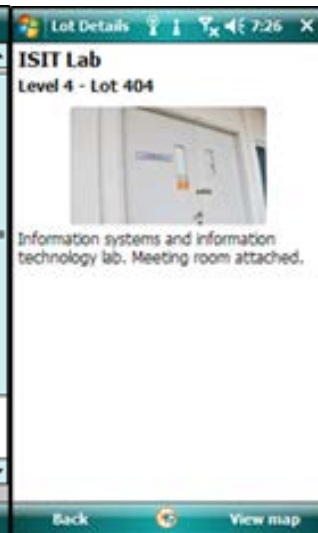 Lot Details 7:26
ISIT Lab
Level 4 - Lot 404
Information systems and information
technology lab. Meeting room attached.
Back View map